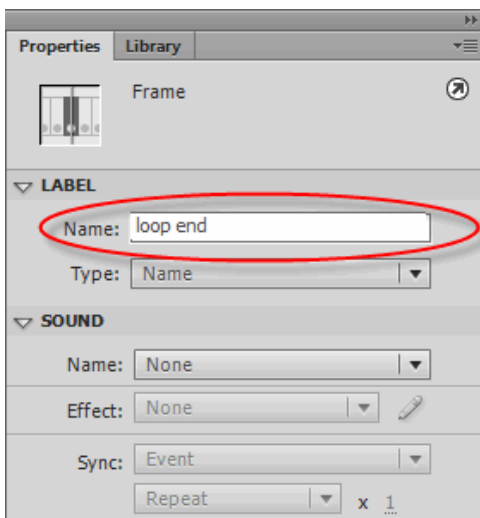 Properties Library
Frame
LABEL
Name: loop end
Type: Name
SOUND
Name: None
Effect: None
Sync: Event
Repeat x 1